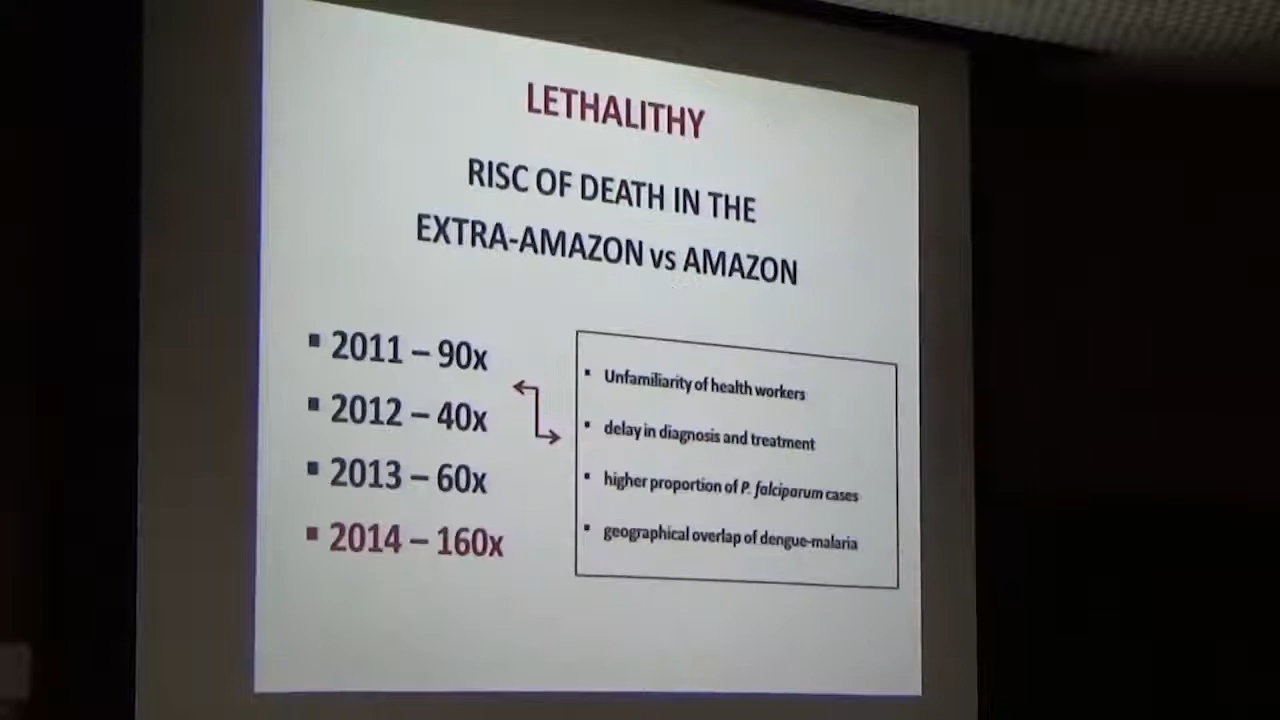 LETHALITHY
RISC OF DEATH IN THE
EXTRA-AMAZON vs AMAZON
▪ 2011 – 90x
▪ 2012 – 40x
▪ 2013 – 60x
▪ 2014 – 160x
▪ Unfamiliarity of health workers
▪ delay in diagnosis and treatment
▪ higher proportion of P. falciparum cases
▪ geographical overlap of dengue-malaria